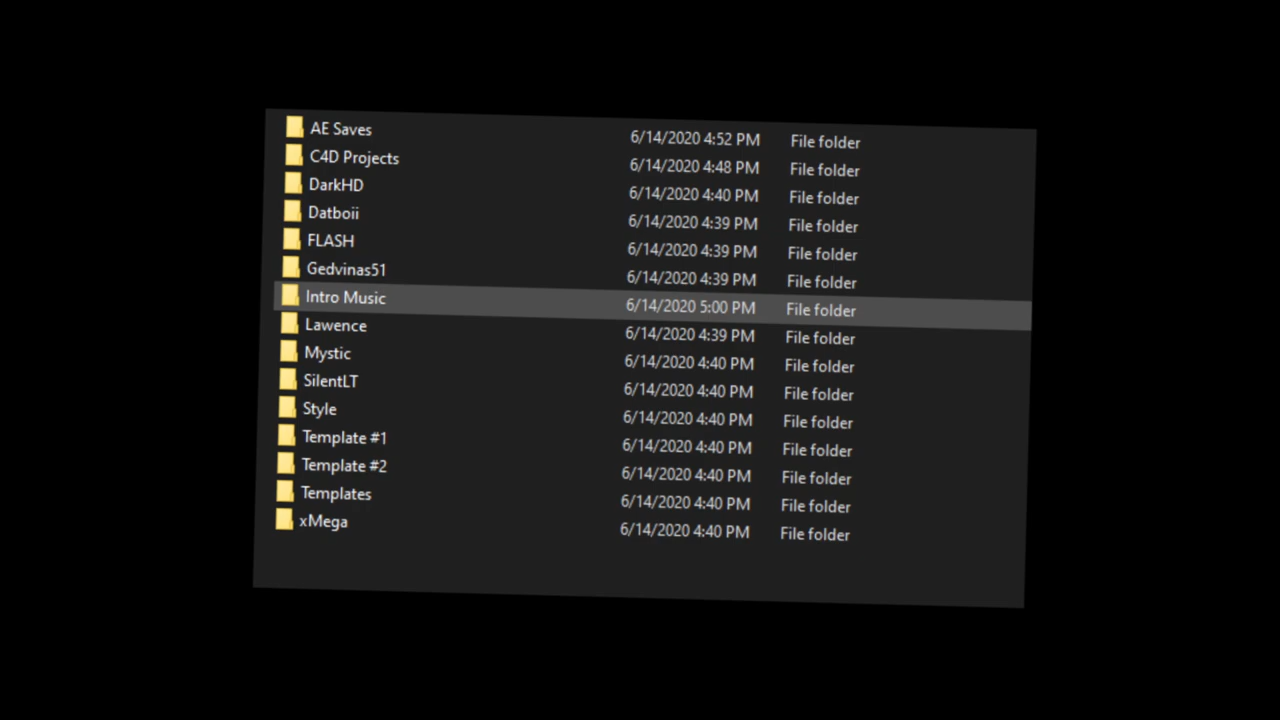 AE Saves 6/14/2020 4:52 PM File folder
C4D Projects 6/14/2020 4:48 PM File folder
DarkHD 6/14/2020 4:40 PM File folder
Datboii 6/14/2020 4:39 PM File folder
FLASH 6/14/2020 4:39 PM File folder
Gedvinas51 6/14/2020 4:39 PM File folder
Intro Music 6/14/2020 5:00 PM File folder
Lawence 6/14/2020 4:39 PM File folder
Mystic 6/14/2020 4:40 PM File folder
SilentLT 6/14/2020 4:40 PM File folder
Style 6/14/2020 4:40 PM File folder
Template #1 6/14/2020 4:40 PM File folder
Template #2 6/14/2020 4:40 PM File folder
Templates 6/14/2020 4:40 PM File folder
xMega 6/14/2020 4:40 PM File folder